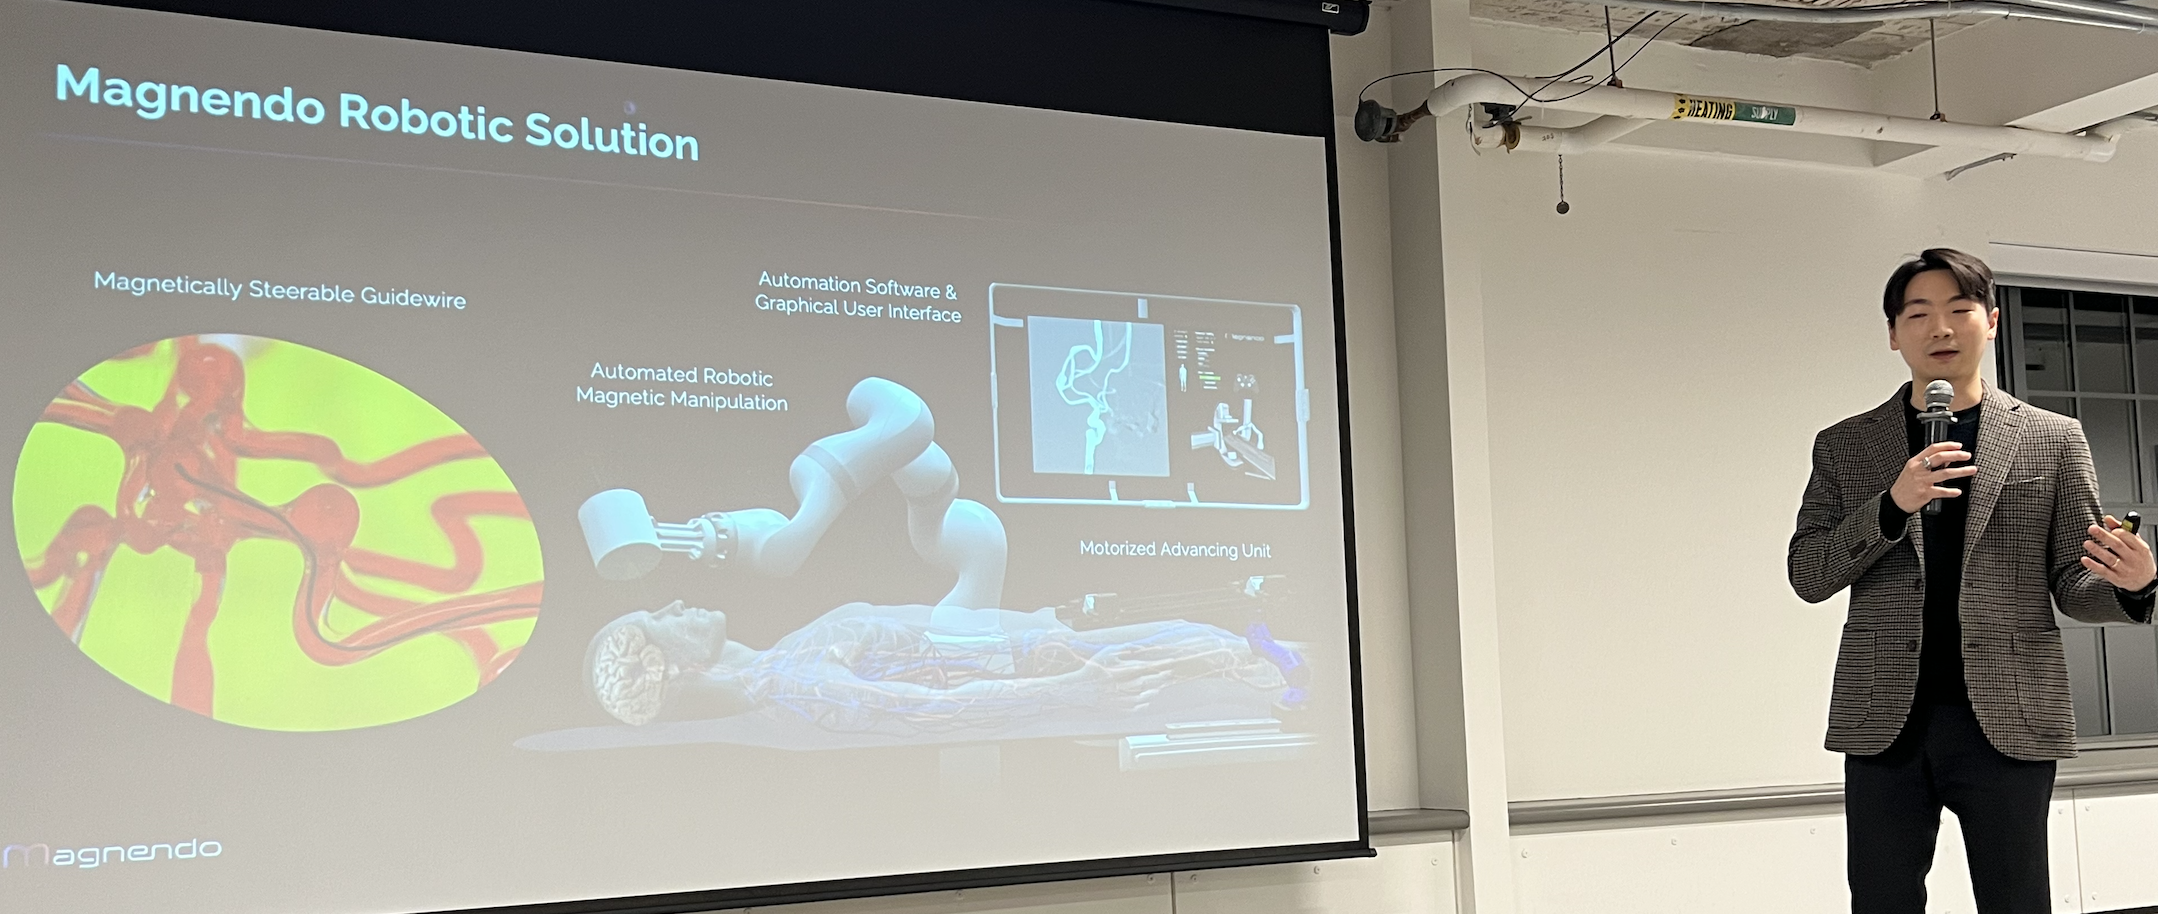 Magnendo Robotic Solution
Magnetically Steerable Guidewire
Automated Robotic
Magnetic Manipulation
Automation Software &
Graphical User Interface
Motorized Advancing Unit
magnendo
HEATING SUPPLY